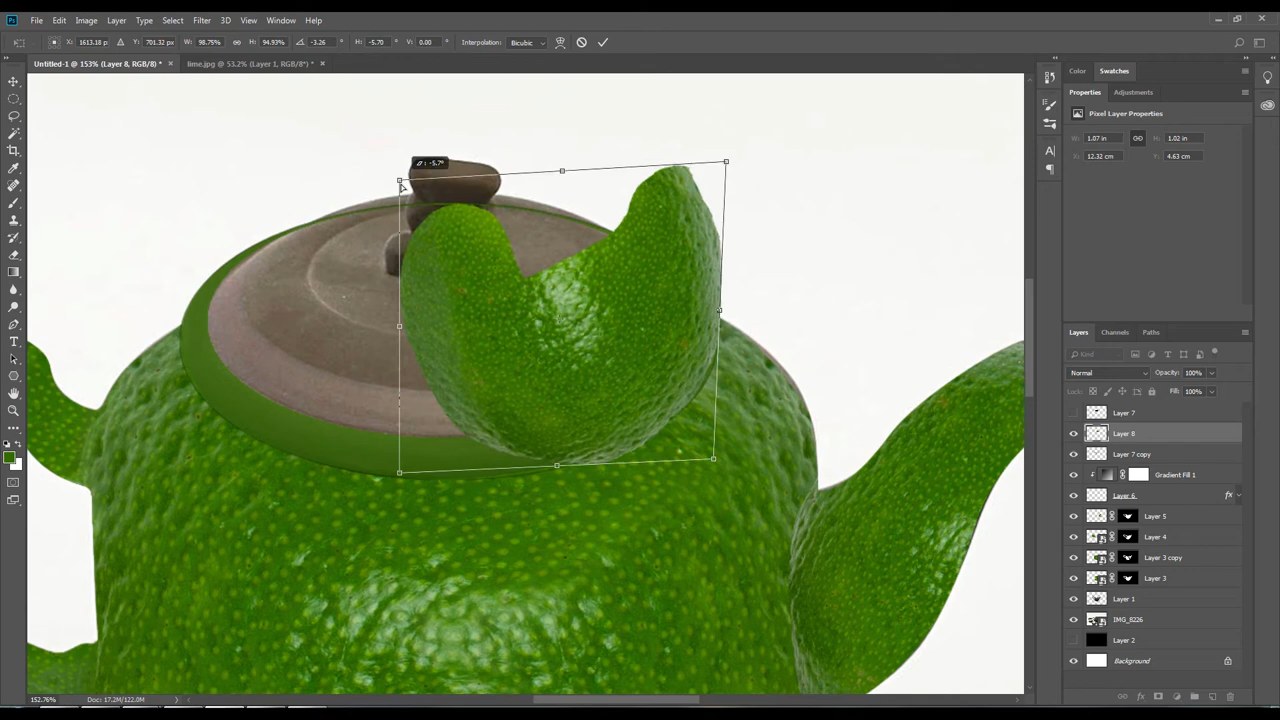 Ps File Edit Image Layer Type Select Filter 3D View Window Help
X: 1613.18 px Y: 701.32 px W: 98.75% H: 94.93% -3.26 ° H: -5.70 ° V: 0.00 ° Interpolation: Bicubic
Untitled-1 @ 153% (Layer 8, RGB/8) * × lime.jpg @ 53.2% (Layer 1, RGB/8*) * ×
Color Swatches
Properties Adjustments
Pixel Layer Properties
W: 1.07 in H: 1.02 in
X: 12.32 cm Y: 4.63 cm
: -5.7°
Layers Channels Paths
Kind
Normal Opacity: 100%
Lock: Fill: 100%
Layer 7
Layer 8
Layer 7 copy
Gradient Fill 1
Layer 6 fx
Layer 5
Layer 4
Layer 3 copy
Layer 3
Layer 1
IMG_8226
Layer 2
Background
152.76% Doc: 17.2M/122.0M
fx